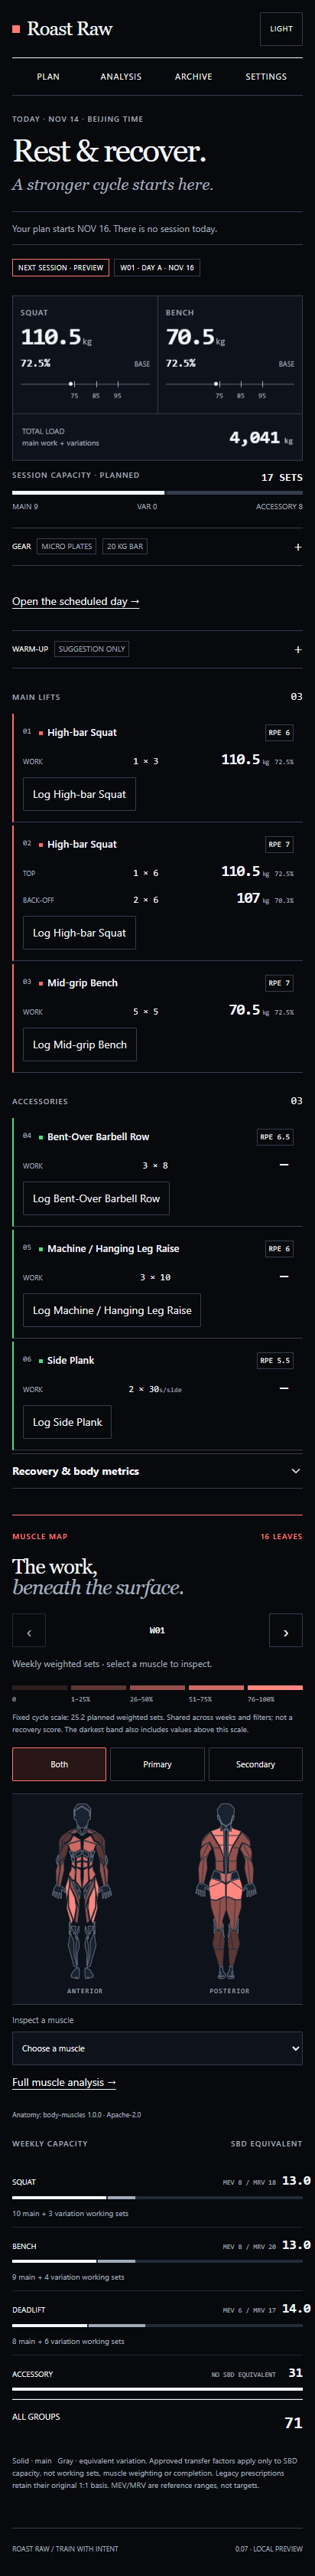 Roast Raw
LIGHT
PLAN ANALYSIS ARCHIVE SETTINGS
TODAY · NOV 14 · BEIJING TIME
Rest & recover.
A stronger cycle starts here.
Your plan starts NOV 16. There is no session today.
NEXT SESSION · PREVIEW W01 · DAY A · NOV 16
SQUAT BENCH
110.5 kg 70.5 kg
72.5% BASE 72.5% BASE
75 85 95 75 85 95
TOTAL LOAD
main work + variations
4,041 kg
SESSION CAPACITY · PLANNED 17 SETS
MAIN 9 VAR 0 ACCESSORY 8
GEAR MICRO PLATES 20 KG BAR +
Open the scheduled day →
WARM-UP SUGGESTION ONLY +
MAIN LIFTS 03
01 High-bar Squat RPE 6
WORK 1 × 3 110.5 kg 72.5%
Log High-bar Squat
02 High-bar Squat RPE 7
TOP 1 × 6 110.5 kg 72.5%
BACK-OFF 2 × 6 107 kg 70.3%
Log High-bar Squat
03 Mid-grip Bench RPE 7
WORK 5 × 5 70.5 kg 72.5%
Log Mid-grip Bench
ACCESSORIES 03
04 Bent-Over Barbell Row RPE 6.5
WORK 3 × 8 —
Log Bent-Over Barbell Row
05 Machine / Hanging Leg Raise RPE 6
WORK 3 × 10 —
Log Machine / Hanging Leg Raise
06 Side Plank RPE 5.5
WORK 2 × 30s/side —
Log Side Plank
Recovery & body metrics
MUSCLE MAP 16 LEAVES
The work,
beneath the surface.
‹ W01 ›
Weekly weighted sets · select a muscle to inspect.
0 1–25% 26–50% 51–75% 76–100%
Fixed cycle scale: 25.2 planned weighted sets. Shared across weeks and filters; not a
recovery score. The darkest band also includes values above this scale.
Both Primary Secondary
ANTERIOR POSTERIOR
Inspect a muscle
Choose a muscle
Full muscle analysis →
Anatomy: body-muscles 1.0.0 · Apache-2.0
WEEKLY CAPACITY SBD EQUIVALENT
SQUAT MEV 8 / MRV 18 13.0
10 main + 3 variation working sets
BENCH MEV 8 / MRV 20 13.0
9 main + 4 variation working sets
DEADLIFT MEV 6 / MRV 17 14.0
8 main + 6 variation working sets
ACCESSORY NO SBD EQUIVALENT 31
ALL GROUPS 71
Solid · main Gray · equivalent variation. Approved transfer factors apply only to SBD
capacity, not working sets, muscle weighting or completion. Legacy prescriptions
retain their original 1:1 basis. MEV/MRV are reference ranges, not targets.
ROAST RAW / TRAIN WITH INTENT 0.07 · LOCAL PREVIEW